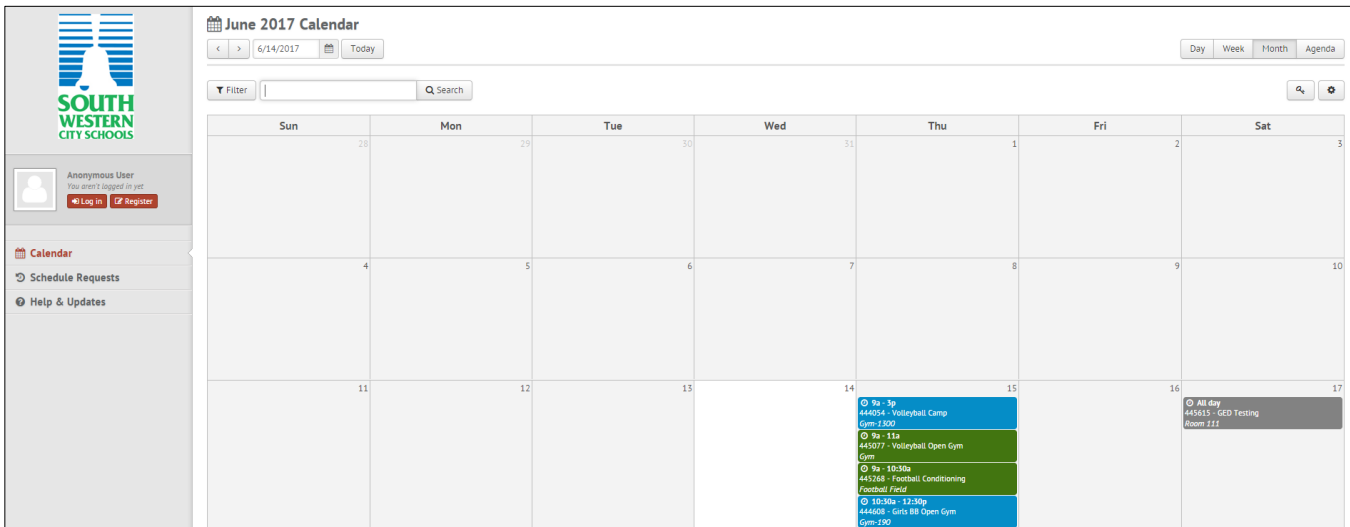 SOUTH
WESTERN
CITY SCHOOLS
Anonymous User
You aren't logged in yet
Log in Register
Calendar
Schedule Requests
Help & Updates
June 2017 Calendar
< > 6/14/2017 Today
Day Week Month Agenda
Filter Search
Sun Mon Tue Wed Thu Fri Sat
28 29 30 31 1 2 3
4 5 6 7 8 9 10
11 12 13 14 15 16 17
9a - 3p
444054 - Volleyball Camp
Gym-1300
9a - 11a
445077 - Volleyball Open Gym
Gym
9a - 10:30a
445268 - Football Conditioning
Football Field
10:30a - 12:30p
444608 - Girls BB Open Gym
Gym-190
All day
445615 - GED Testing
Room 111